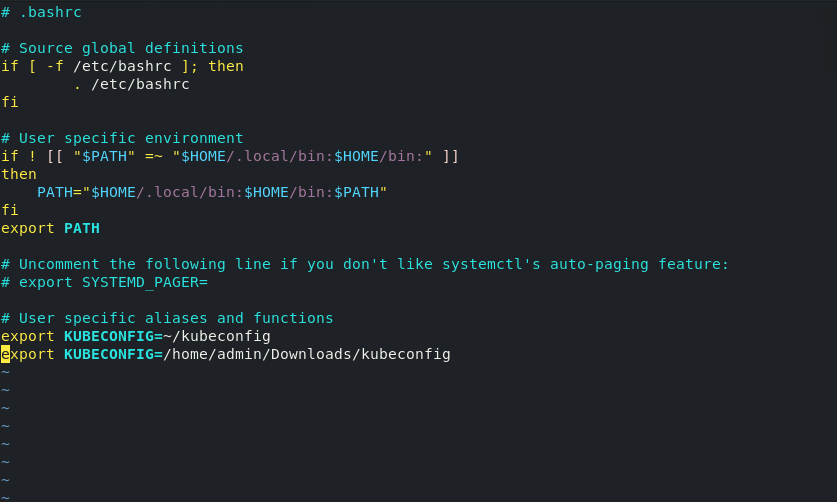 # .bashrc

# Source global definitions
if [ -f /etc/bashrc ]; then
        . /etc/bashrc
fi

# User specific environment
if ! [[ "$PATH" =~ "$HOME/.local/bin:$HOME/bin:" ]]
then
    PATH="$HOME/.local/bin:$HOME/bin:$PATH"
fi
export PATH

# Uncomment the following line if you don't like systemctl's auto-paging feature:
# export SYSTEMD_PAGER=

# User specific aliases and functions
export KUBECONFIG=~/kubeconfig
export KUBECONFIG=/home/admin/Downloads/kubeconfig
~
~
~
~
~
~
~
~